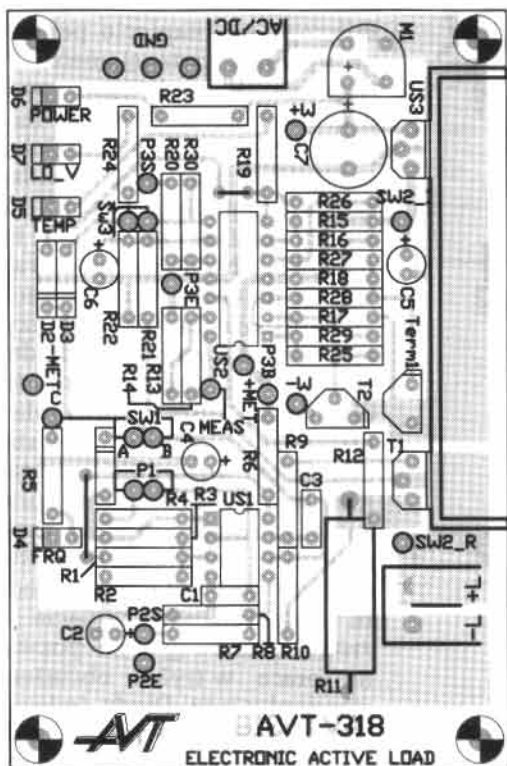 AC/DC
GND
M1
D6
POWER
R23
M+
US3
R24
P3S
R20
R30
R19
C7
D7
LO_V
R26
D5
TEMP
SW3
R15
R16
R27
R18
R28
R17
R29
R25
C5
C6
P3E
R22
R21
D2
D3
R14
R13
US2
P3B
Term1
+MET
-MET
SW1
A
B
MEAS
C4
T2
R5
P1
R6
R9
R12
T1
R4
R3
US1
C3
D4
FRQ
R1
R2
C1
SW2_R
P2S
C2
R7
R8
R10
L+
L-
P2E
R11
AVT
AVT-318
ELECTRONIC ACTIVE LOAD